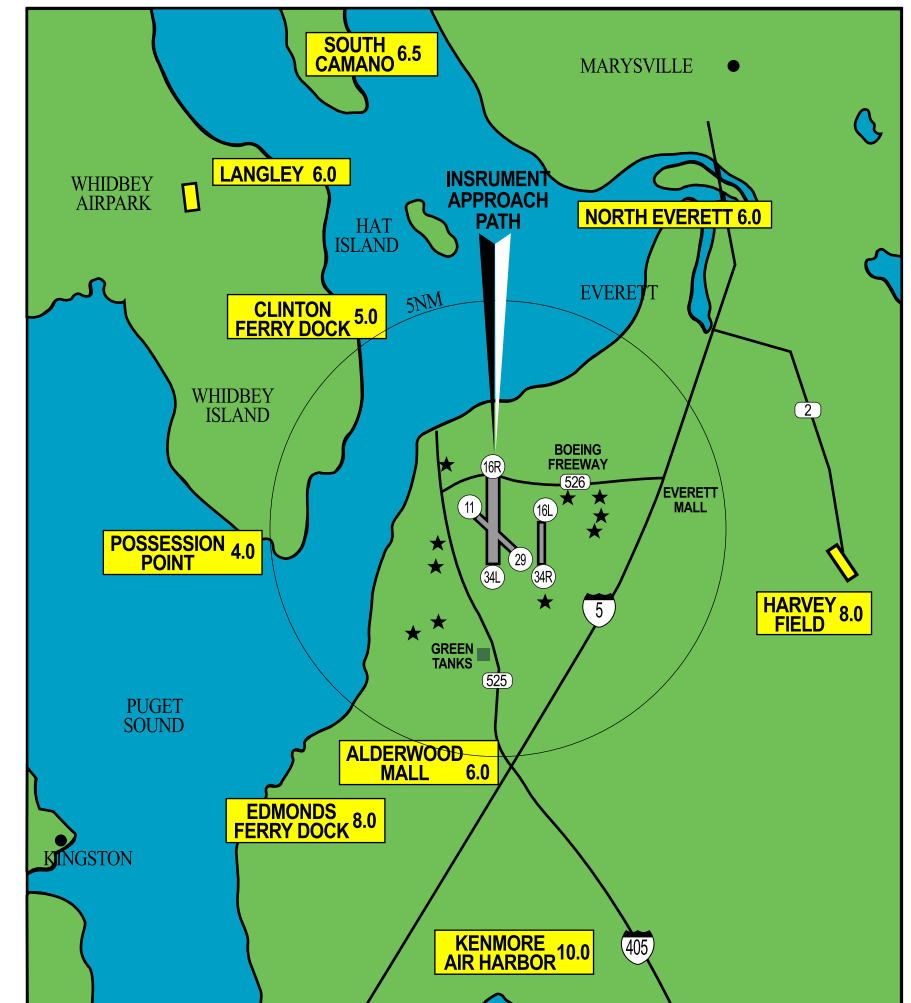 SOUTH
CAMANO 6.5
MARYSVILLE
LANGLEY 6.0
WHIDBEY
AIRPARK
INSRUMENT
APPROACH
PATH
NORTH EVERETT 6.0
HAT
ISLAND
EVERETT
5NM
CLINTON
FERRY DOCK 5.0
WHIDBEY
ISLAND
2
BOEING
FREEWAY
526
16R
EVERETT
MALL
11
16L
POSSESSION
POINT 4.0
29
34L
34R
5
HARVEY
FIELD 8.0
GREEN
TANKS
525
PUGET
SOUND
ALDERWOOD
MALL 6.0
EDMONDS
FERRY DOCK 8.0
KINGSTON
KENMORE
AIR HARBOR 10.0
405